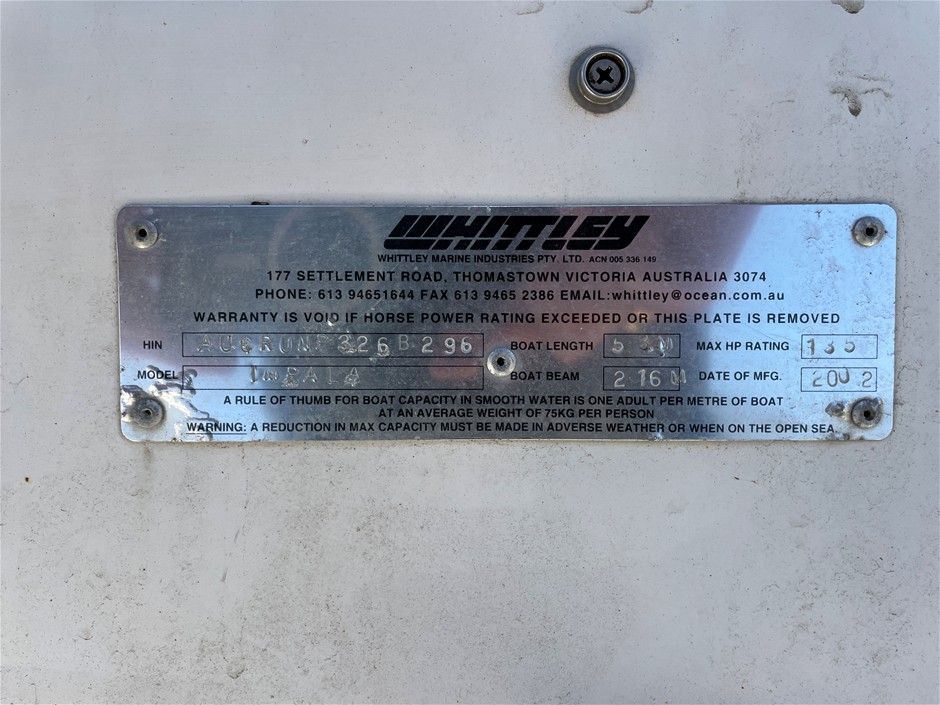 WHITTLEY
WHITTLEY MARINE INDUSTRIES PTY. LTD. ACN 005 336 149
177 SETTLEMENT ROAD, THOMASTOWN VICTORIA AUSTRALIA 3074
PHONE: 613 94651644 FAX 613 9465 2386 EMAIL:whittley@ocean.com.au
WARRANTY IS VOID IF HORSE POWER RATING EXCEEDED OR THIS PLATE IS REMOVED
HIN BOAT LENGTH MAX HP RATING 135
MODEL BOAT BEAM 2 16 M DATE OF MFG. 2002
A RULE OF THUMB FOR BOAT CAPACITY IN SMOOTH WATER IS ONE ADULT PER METRE OF BOAT
AT AN AVERAGE WEIGHT OF 75KG PER PERSON
WARNING: A REDUCTION IN MAX CAPACITY MUST BE MADE IN ADVERSE WEATHER OR WHEN ON THE OPEN SEA.